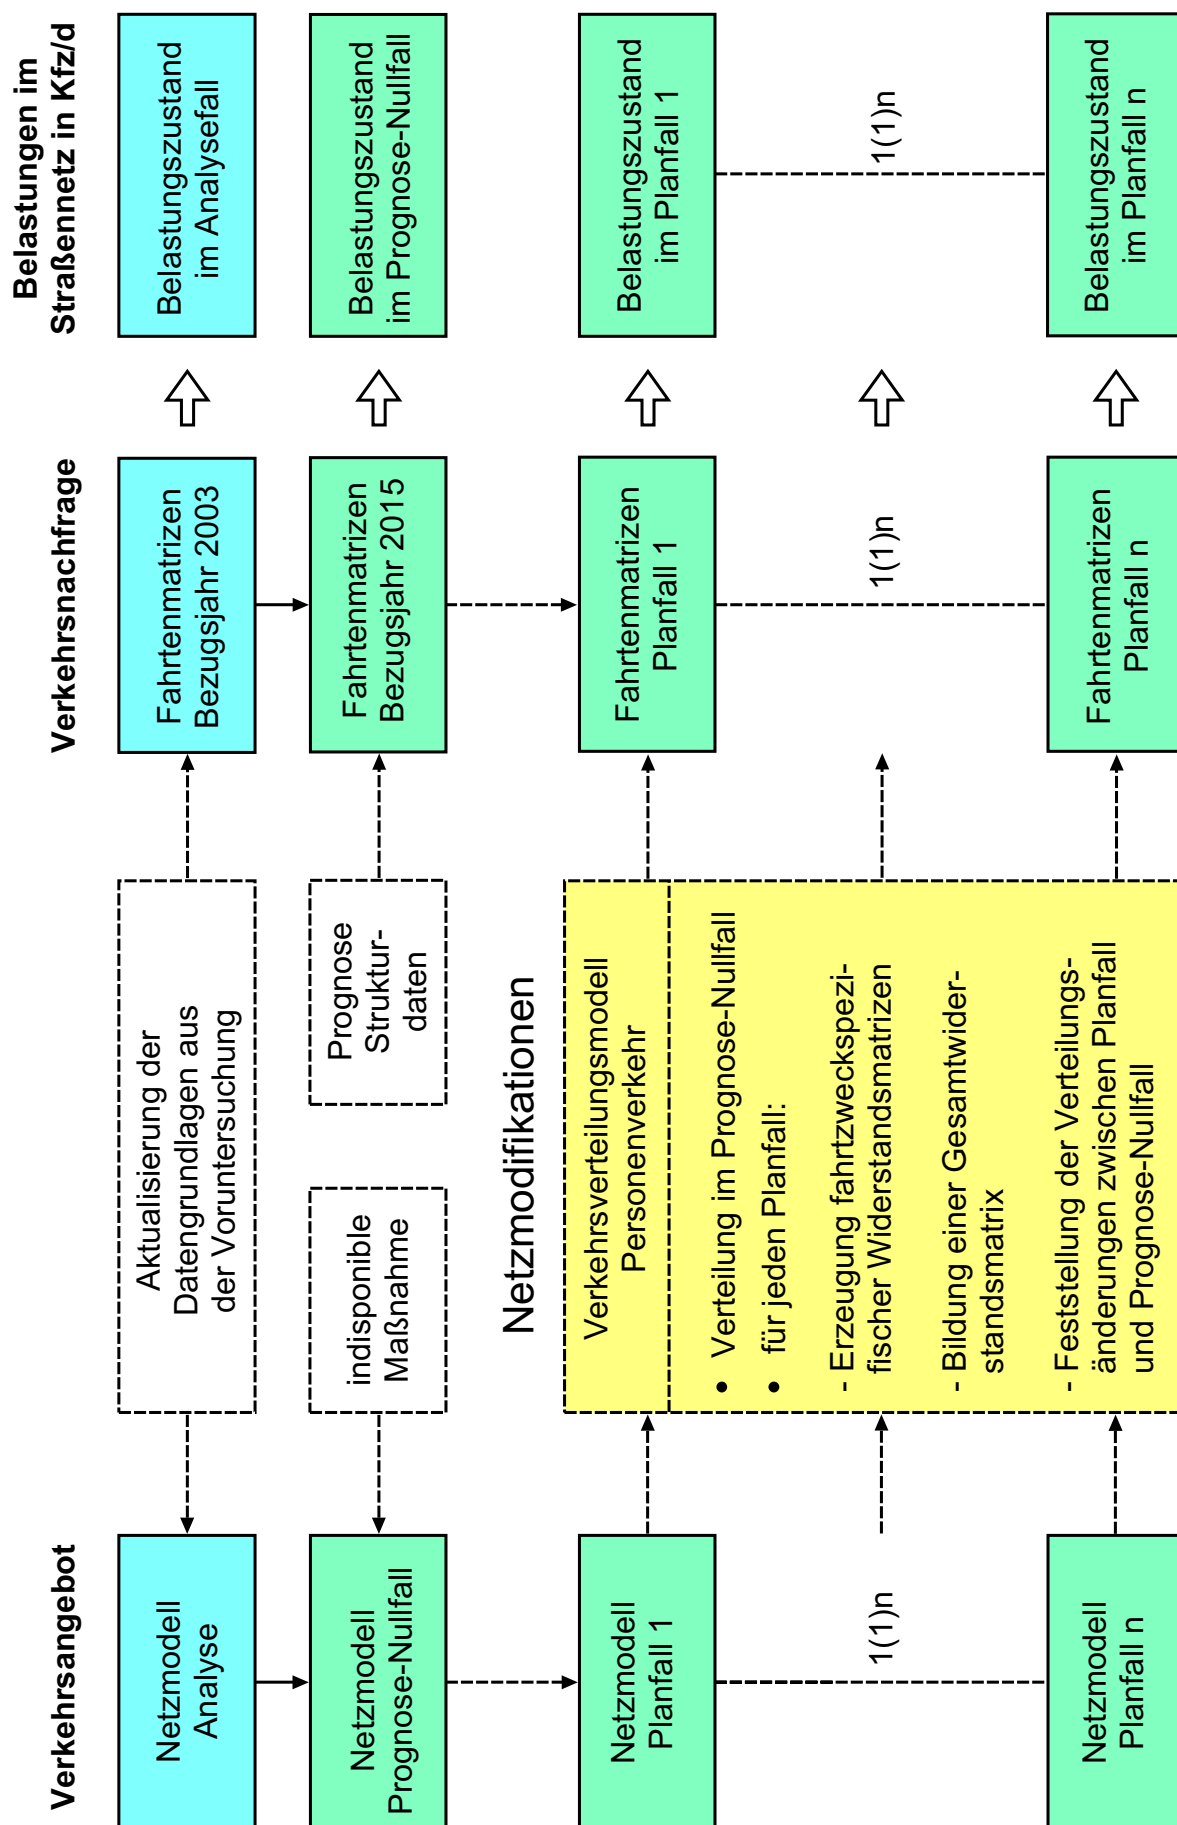 Verkehrsangebot
Verkehrsnachfrage
Belastungen im
Straßennetz in Kfz/d
Netzmodell
Analyse
Aktualisierung der
Datengrundlagen aus
der Voruntersuchung
Fahrtenmatrizen
Bezugsjahr 2003
Belastungszustand
im Analysefall
Netzmodell
Prognose-Nullfall
indisponible
Maßnahme
Prognose
Struktur-
daten
Fahrtenmatrizen
Bezugsjahr 2015
Belastungszustand
im Prognose-Nullfall
Netzmodifikationen
Netzmodell
Planfall 1
Verkehrsverteilungsmodell
Personenverkehr
Fahrtenmatrizen
Planfall 1
Belastungszustand
im Planfall 1
• Verteilung im Prognose-Nullfall
• für jeden Planfall:
- Erzeugung fahrtzweckspezi-
fischer Widerstandsmatrizen
- Bildung einer Gesamtwider-
standsmatrix
- Feststellung der Verteilungs-
änderungen zwischen Planfall
und Prognose-Nullfall
1(1)n
1(1)n
1(1)n
Netzmodell
Planfall n
Fahrtenmatrizen
Planfall n
Belastungszustand
im Planfall n